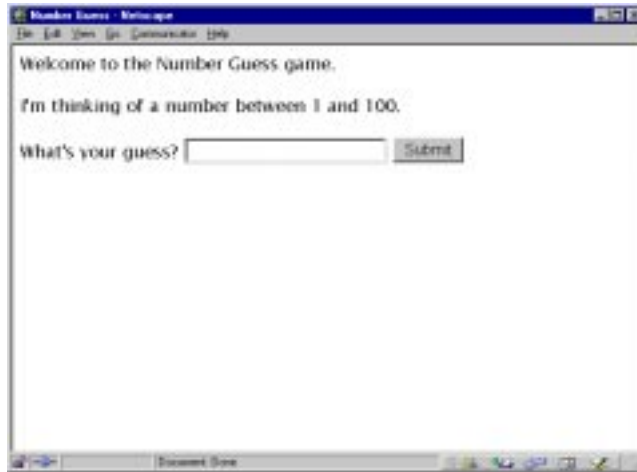 Number Guess - Netscape
File Edit View Go Communicator Help
Welcome to the Number Guess game.
I'm thinking of a number between 1 and 100.
What's your guess? Submit
Document: Done